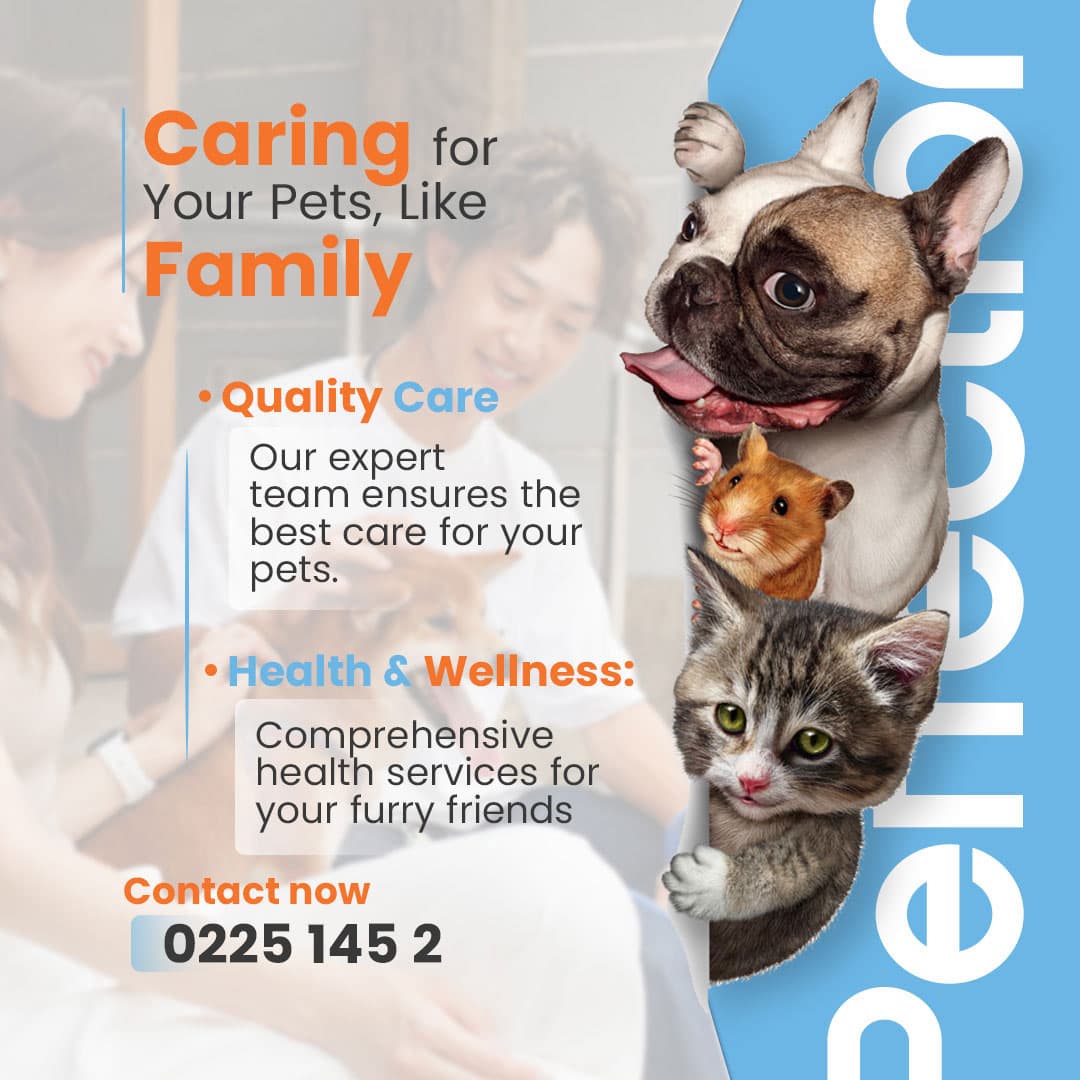 Caring for
Your Pets, Like
Family
• Quality Care
Our expert
team ensures the
best care for your
pets.
• Health & Wellness:
Comprehensive
health services for
your furry friends
Contact now
0225 145 2